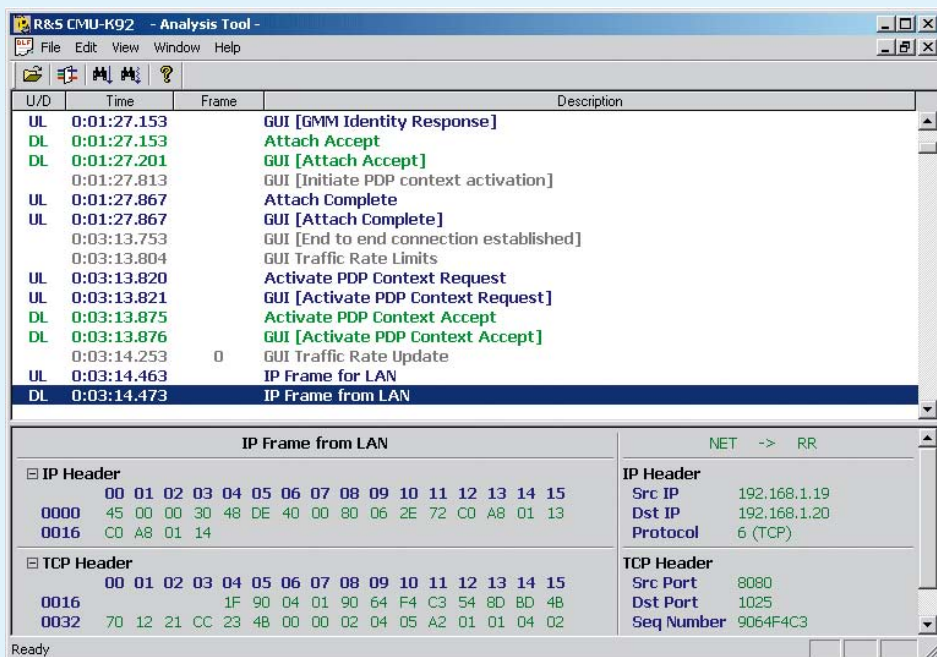 R&S CMU-K92 - Analysis Tool -
File Edit View Window Help
U/D Time Frame Description
UL 0:01:27.153 GUI [GMM Identity Response]
DL 0:01:27.153 Attach Accept
DL 0:01:27.201 GUI [Attach Accept]
0:01:27.813 GUI [Initiate PDP context activation]
UL 0:01:27.867 Attach Complete
UL 0:01:27.867 GUI [Attach Complete]
0:03:13.753 GUI [End to end connection established]
0:03:13.804 GUI Traffic Rate Limits
UL 0:03:13.820 Activate PDP Context Request
UL 0:03:13.821 GUI [Activate PDP Context Request]
DL 0:03:13.875 Activate PDP Context Accept
DL 0:03:13.876 GUI [Activate PDP Context Accept]
0:03:14.253 0 GUI Traffic Rate Update
UL 0:03:14.463 IP Frame for LAN
DL 0:03:14.473 IP Frame from LAN
IP Frame from LAN NET -> RR
IP Header IP Header
00 01 02 03 04 05 06 07 08 09 10 11 12 13 14 15 Src IP 192.168.1.19
0000 45 00 00 30 48 DE 40 00 80 06 2E 72 C0 A8 01 13 Dst IP 192.168.1.20
0016 C0 A8 01 14 Protocol 6 (TCP)
TCP Header TCP Header
00 01 02 03 04 05 06 07 08 09 10 11 12 13 14 15 Src Port 8080
0016 1F 90 04 01 90 64 F4 C3 54 8D BD 4B Dst Port 1025
0032 70 12 21 CC 23 4B 00 00 02 04 05 A2 01 01 04 02 Seq Number 9064F4C3
Ready